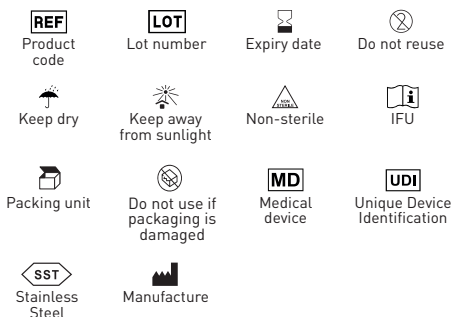 REF
LOT
Product
code
Lot number
Expiry date
Do not reuse
2
Keep dry
Keep away
from sunlight
NON
STERILE
Non-sterile
i
IFU
Packing unit
Do not use if
packaging is
damaged
MD
Medical
device
UDI
Unique Device
Identification
SST
Stainless
Steel
Manufacture